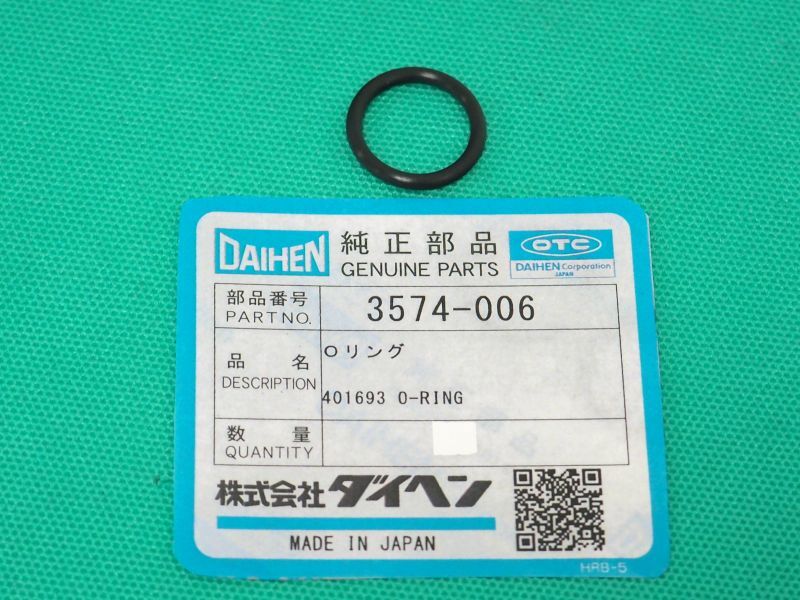 DAIHEN 純正部品 OTC
GENUINE PARTS DAIHEN Corporation
JAPAN
部品番号 3574-006
PART NO.
品名 Oリング
DESCRIPTION 401693 O-RING
数量
QUANTITY
株式会社ダイヘン
MADE IN JAPAN
HRB-5